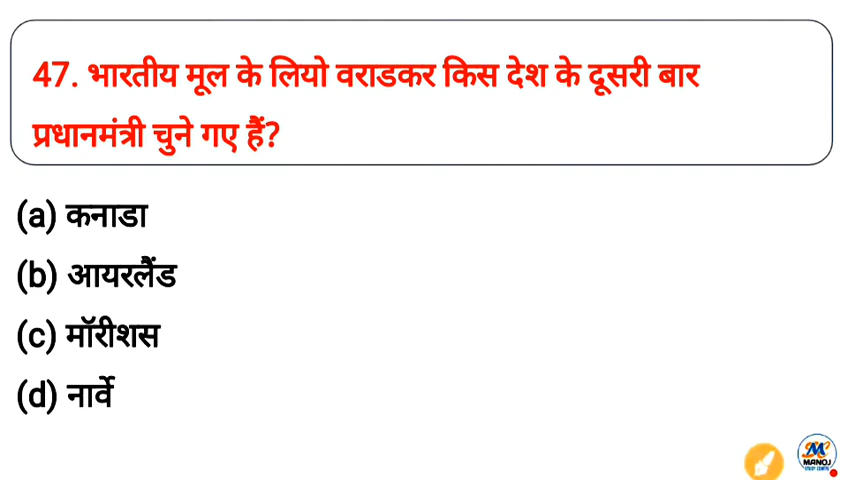 47. भारतीय मूल के लियो वराडकर किस देश के दूसरी बार
प्रधानमंत्री चुने गए हैं?
(a) कनाडा
(b) आयरलैंड
(c) मॉरीशस
(d) नार्वे
MANOJ